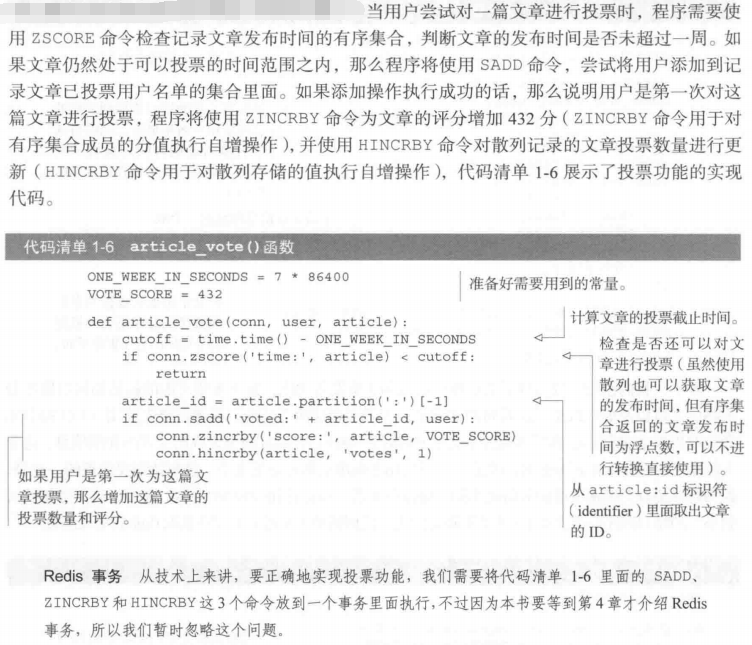 当用户尝试对一篇文章进行投票时，程序需要使
用 ZSCORE 命令检查记录文章发布时间的有序集合，判断文章的发布时间是否未超过一周。如
果文章仍然处于可以投票的时间范围之内，那么程序将使用 SADD 命令，尝试将用户添加到记
录文章已投票用户名单的集合里面。如果添加操作执行成功的话，那么说明用户是第一次对这
篇文章进行投票，程序将使用 ZINCRBY 命令为文章的评分增加 432 分（ZINCRBY 命令用于对
有序集合成员的分值执行自增操作），并使用 HINCRBY 命令对散列记录的文章投票数量进行更
新（HINCRBY 命令用于对散列存储的值执行自增操作），代码清单 1-6 展示了投票功能的实现
代码。
代码清单 1-6 article_vote()函数
ONE_WEEK_IN_SECONDS = 7 * 86400
VOTE_SCORE = 432
准备好需要用到的常量。
def article_vote(conn, user, article):
    cutoff = time.time() - ONE_WEEK_IN_SECONDS
    if conn.zscore('time:', article) < cutoff:
        return
    article_id = article.partition(':')[-1]
    if conn.sadd('voted:' + article_id, user):
        conn.zincrby('score:', article, VOTE_SCORE)
        conn.hincrby(article, 'votes', 1)
计算文章的投票截止时间。
检查是否还可以对文
章进行投票（虽然使用
散列也可以获取文章
的发布时间，但有序集
合返回的文章发布时
间为浮点数，可以不进
行转换直接使用）。
从 article:id 标识符
（identifier）里面取出文章
的 ID。
如果用户是第一次为这篇文
章投票，那么增加这篇文章的
投票数量和评分。
Redis 事务 从技术上来讲，要正确地实现投票功能，我们需要将代码清单 1-6 里面的 SADD、
ZINCRBY 和 HINCRBY 这 3 个命令放到一个事务里面执行，不过因为本书要等到第 4 章才介绍 Redis
事务，所以我们暂时忽略这个问题。